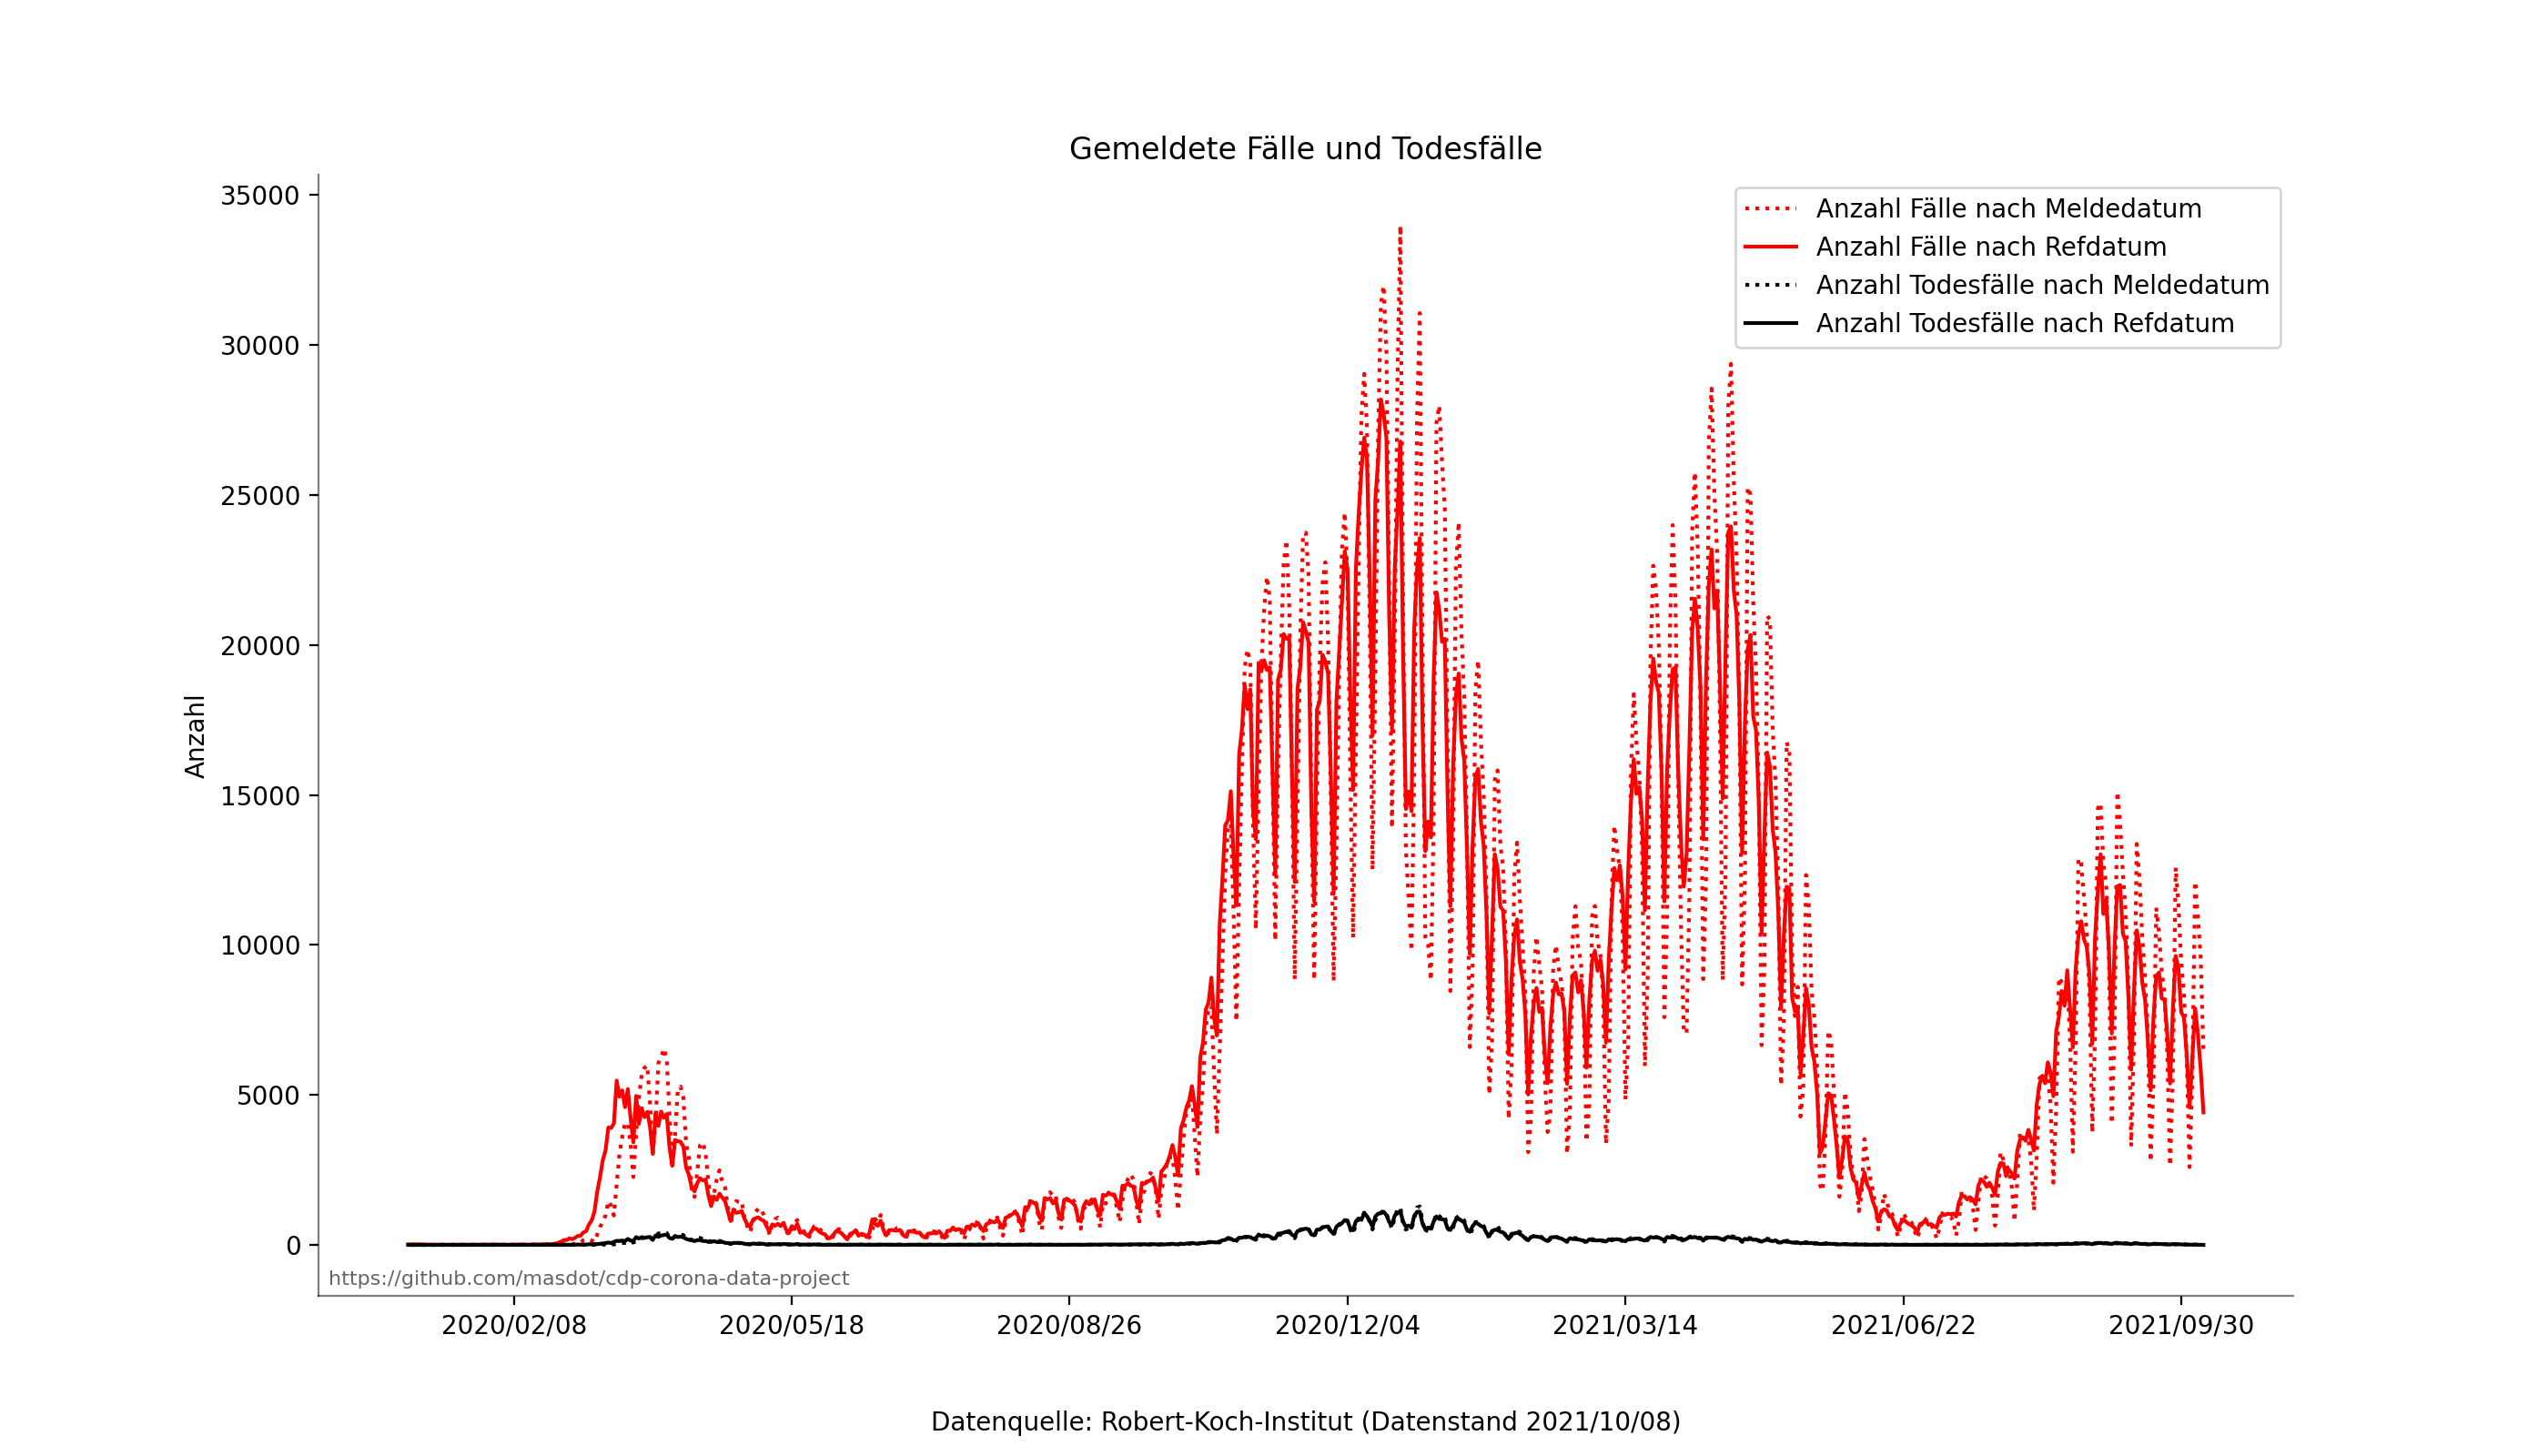 Gemeldete Fälle und Todesfälle
35000
30000
25000
20000
15000
10000
5000
0
Anzahl
Anzahl Fälle nach Meldedatum
Anzahl Fälle nach Refdatum
Anzahl Todesfälle nach Meldedatum
Anzahl Todesfälle nach Refdatum
https://github.com/masdot/cdp-corona-data-project
2020/02/08 2020/05/18 2020/08/26 2020/12/04 2021/03/14 2021/06/22 2021/09/30
Datenquelle: Robert-Koch-Institut (Datenstand 2021/10/08)